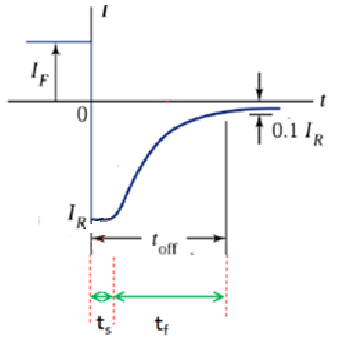 I
I_F
0
t
0.1 I_R
I_R
t_off
t_s
t_f